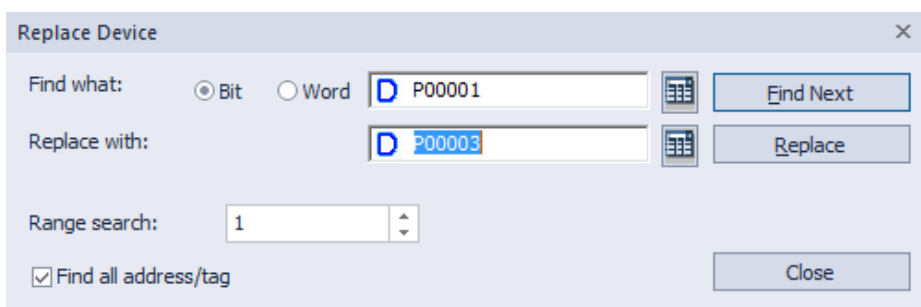 Replace Device
Find what: Bit Word D P00001 Find Next
Replace with: D P00003 Replace
Range search: 1
Find all address/tag Close